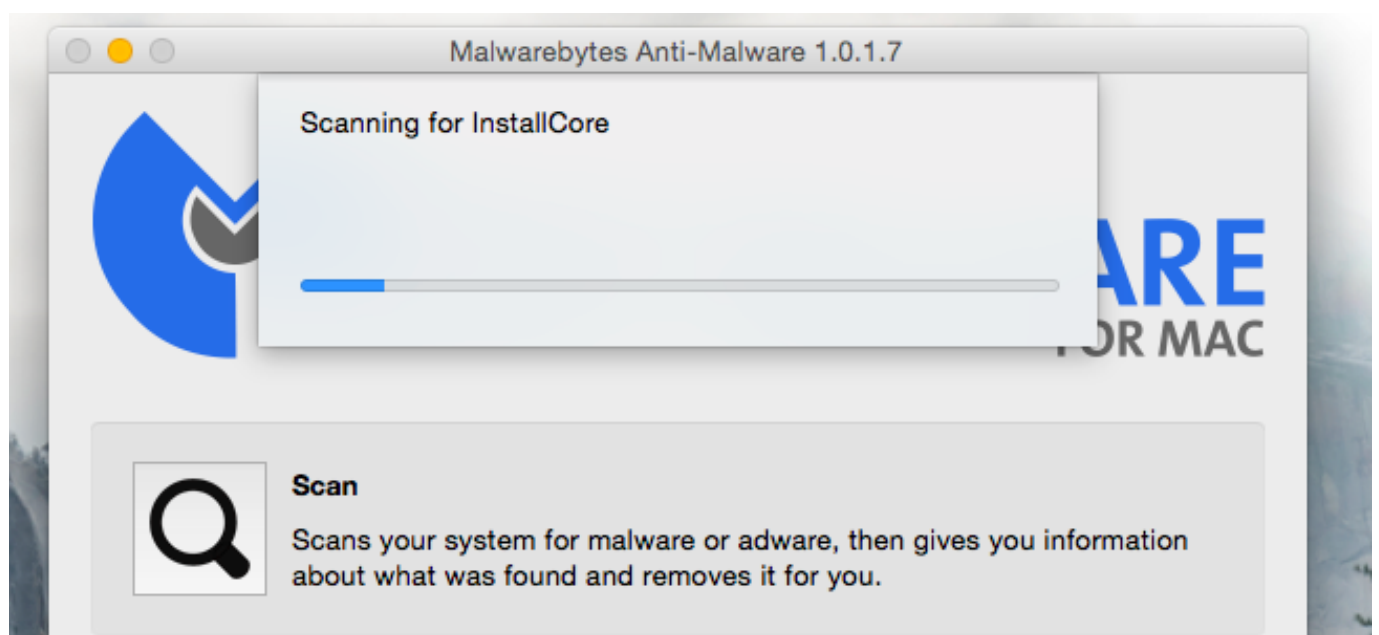 Malwarebytes Anti-Malware 1.0.1.7
Scanning for InstallCore
ARE
OR MAC
Scan
Scans your system for malware or adware, then gives you information
about what was found and removes it for you.